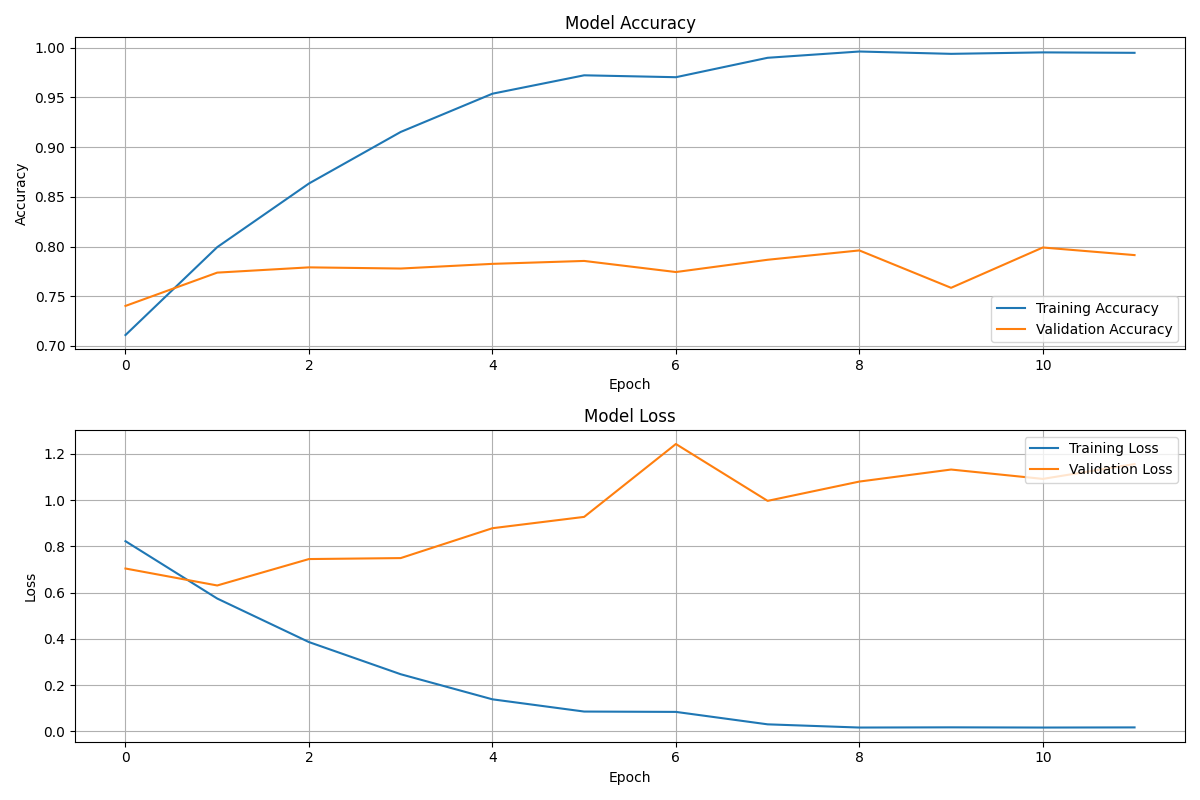 Model Accuracy
1.00
0.95
0.90
0.85
0.80
0.75
0.70
Accuracy
Training Accuracy
Validation Accuracy
0 2 4 6 8 10
Epoch
Model Loss
1.2
1.0
0.8
0.6
0.4
0.2
0.0
Loss
Training Loss
Validation Loss
0 2 4 6 8 10
Epoch